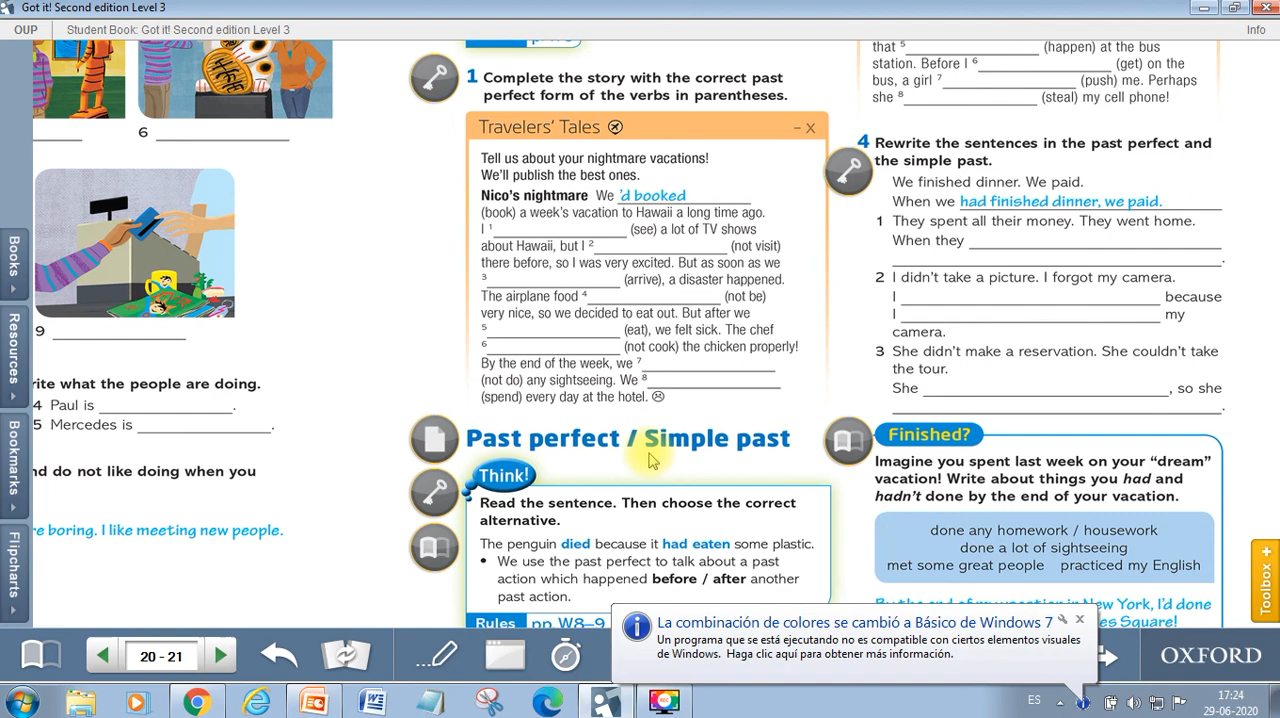 Got it! Second edition Level 3
OUP
Student Book: Got it! Second edition Level 3
Info
6
9
rite what the people are doing.
4 Paul is
5 Mercedes is
nd do not like doing when you
re boring. I like meeting new people.
1 Complete the story with the correct past
perfect form of the verbs in parentheses.
Travelers' Tales
– x
Tell us about your nightmare vacations!
We'll publish the best ones.
Nico's nightmare We 'd booked
(book) a week's vacation to Hawaii a long time ago.
I 1 (see) a lot of TV shows
about Hawaii, but I 2 (not visit)
there before, so I was very excited. But as soon as we
3 (arrive), a disaster happened.
The airplane food 4 (not be)
very nice, so we decided to eat out. But after we
5 (eat), we felt sick. The chef
6 (not cook) the chicken properly!
By the end of the week, we 7
(not do) any sightseeing. We 8
(spend) every day at the hotel. ☹
Past perfect / Simple past
Think!
Read the sentence. Then choose the correct
alternative.
The penguin died because it had eaten some plastic.
• We use the past perfect to talk about a past
action which happened before / after another
past action.
Rules pp W8–9
that 5 (happen) at the bus
station. Before I 6 (get) on the
bus, a girl 7 (push) me. Perhaps
she 8 (steal) my cell phone!
4 Rewrite the sentences in the past perfect and
the simple past.
We finished dinner. We paid.
When we had finished dinner, we paid.
1 They spent all their money. They went home.
When they
.
2 I didn't take a picture. I forgot my camera.
I because
I my
camera.
3 She didn't make a reservation. She couldn't take
the tour.
She , so she
.
Finished?
Imagine you spent last week on your "dream"
vacation! Write about things you had and
hadn't done by the end of your vacation.
done any homework / housework
done a lot of sightseeing
met some great people practiced my English
By the end of my vacation in New York, I'd done
es Square!
Books
Resources
Bookmarks
Flipcharts
Toolbox +
La combinación de colores se cambió a Básico de Windows 7
Un programa que se está ejecutando no es compatible con ciertos elementos visuales
de Windows. Haga clic aquí para obtener más información.
20 - 21
OXFORD
ES
17:24
29-06-2020